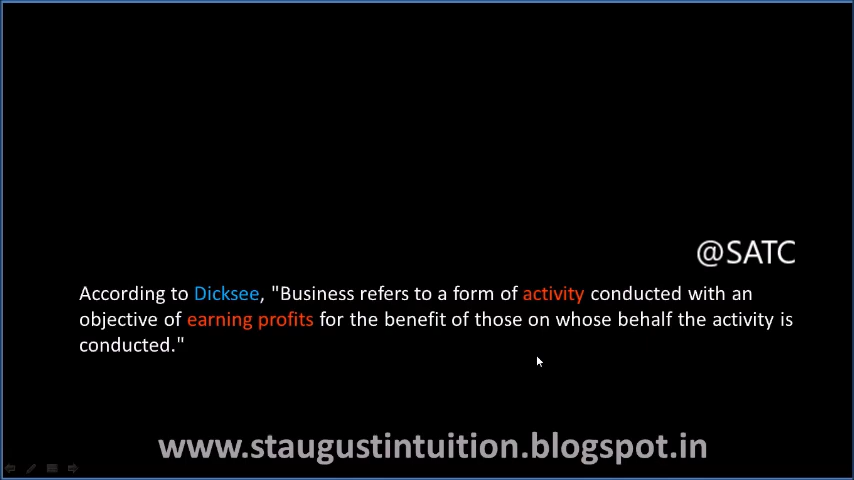 @SATC
According to Dicksee, "Business refers to a form of activity conducted with an
objective of earning profits for the benefit of those on whose behalf the activity is
conducted."
www.staugustintuition.blogspot.in